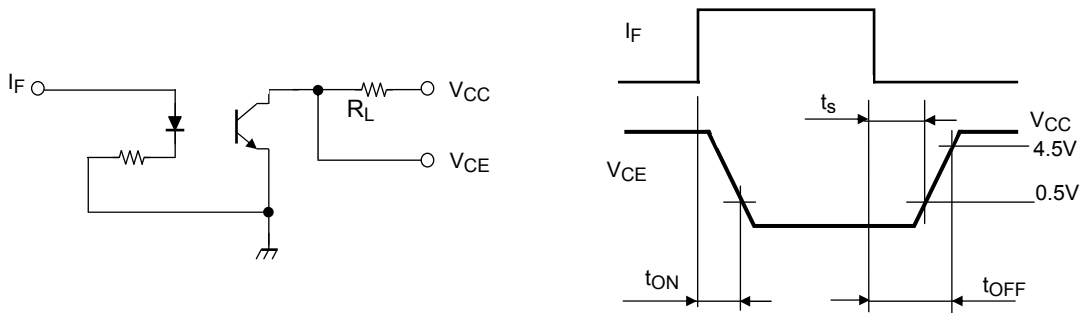 IF
RL
VCC
VCE
IF
tS
VCC
4.5V
VCE
0.5V
tON
tOFF